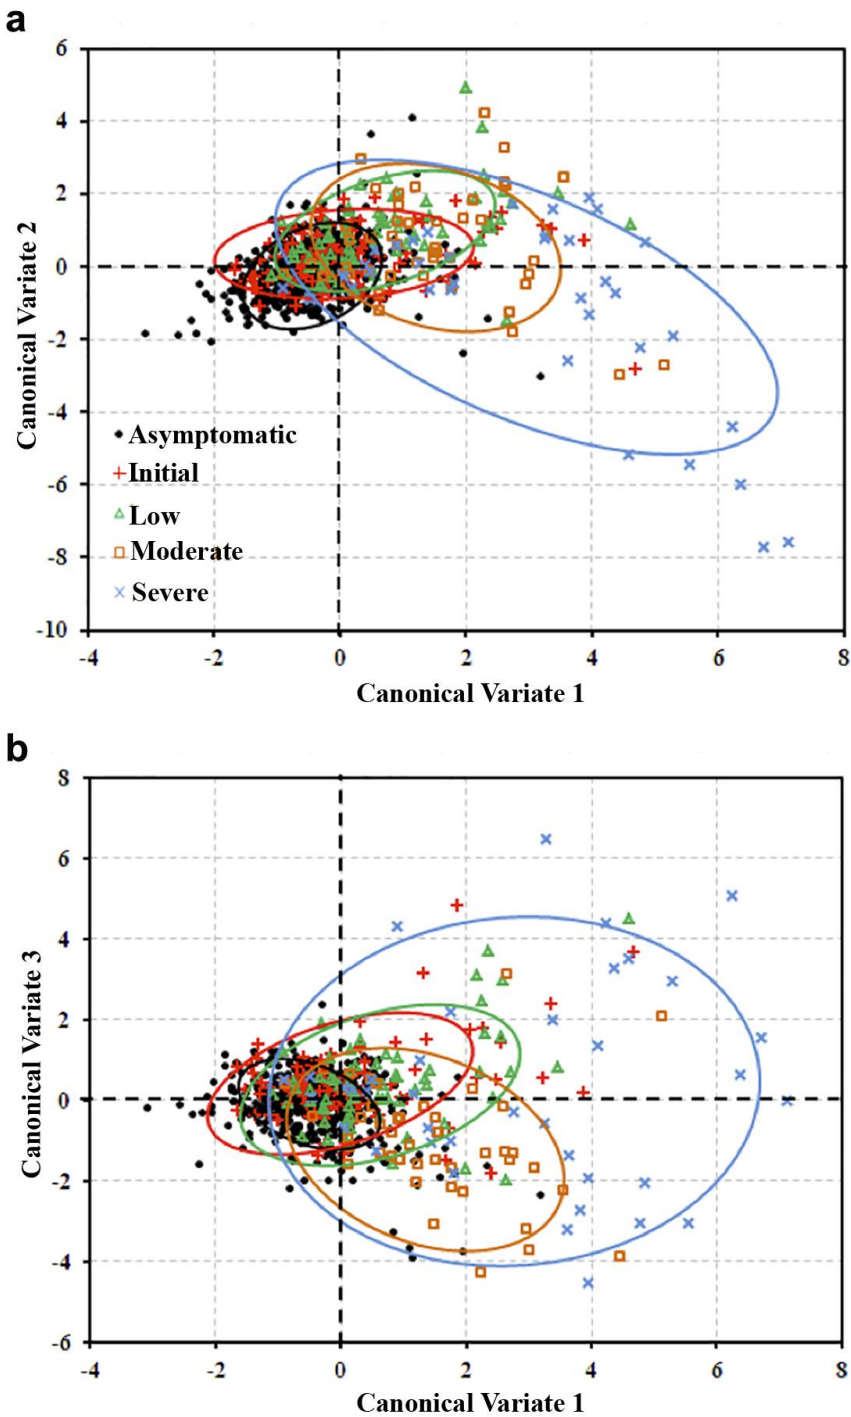 a
6
4
2
0
-2
-4
-6
-8
-10
Canonical Variate 2
Asymptomatic
Initial
Low
Moderate
Severe
-4 -2 0 2 4 6 8
Canonical Variate 1
b
8
6
4
2
0
-2
-4
-6
Canonical Variate 3
-4 -2 0 2 4 6 8
Canonical Variate 1